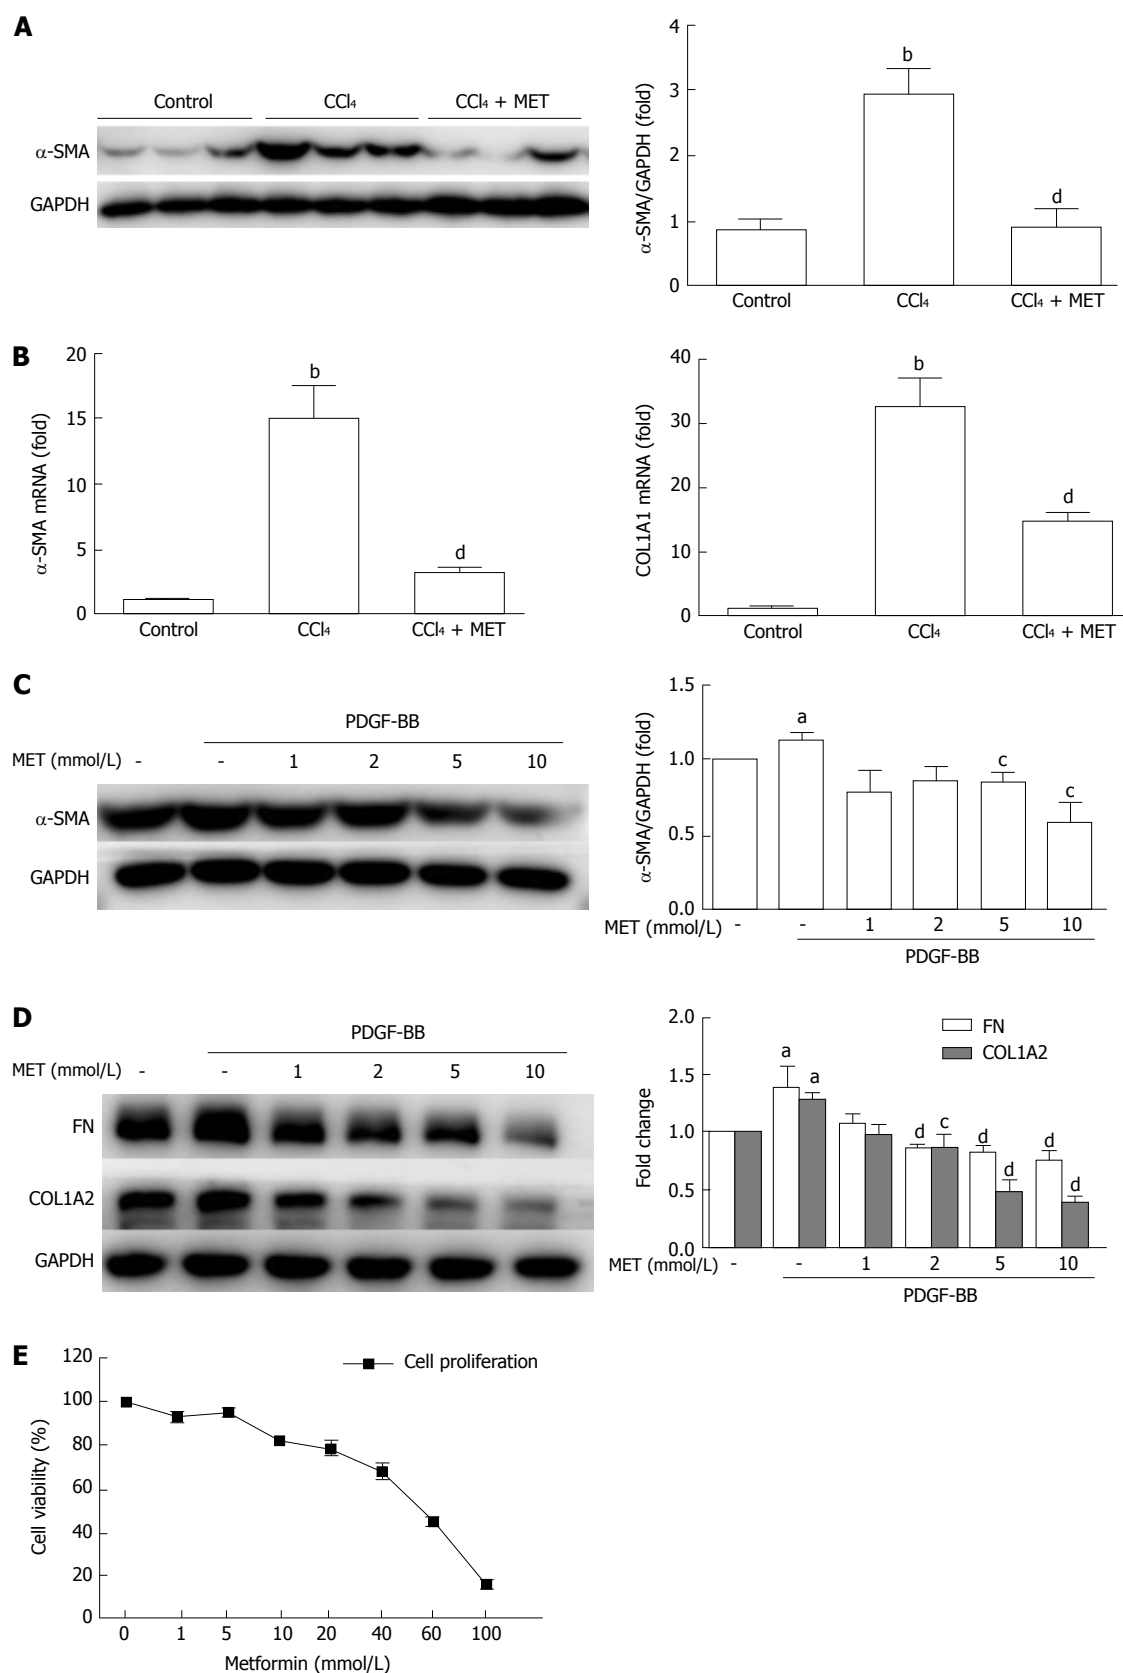 A
Control CCl₄ CCl₄ + MET
α-SMA
GAPDH
α-SMA/GAPDH (fold)
4
3
2
1
0
b
d
Control CCl₄ CCl₄ + MET
B
α-SMA mRNA (fold)
20
15
10
5
0
b
d
Control CCl₄ CCl₄ + MET
COL1A1 mRNA (fold)
40
30
20
10
0
b
d
Control CCl₄ CCl₄ + MET
C
PDGF-BB
MET (mmol/L) - - 1 2 5 10
α-SMA
GAPDH
α-SMA/GAPDH (fold)
1.5
1.0
0.5
0.0
a
c
c
MET (mmol/L) - - 1 2 5 10
PDGF-BB
D
PDGF-BB
MET (mmol/L) - - 1 2 5 10
FN
COL1A2
GAPDH
Fold change
2.0
1.5
1.0
0.5
0.0
FN
COL1A2
a a
d c d d
d d
MET (mmol/L) - - 1 2 5 10
PDGF-BB
E
Cell viability (%)
120
100
80
60
40
20
0
Cell proliferation
0 1 5 10 20 40 60 100
Metformin (mmol/L)